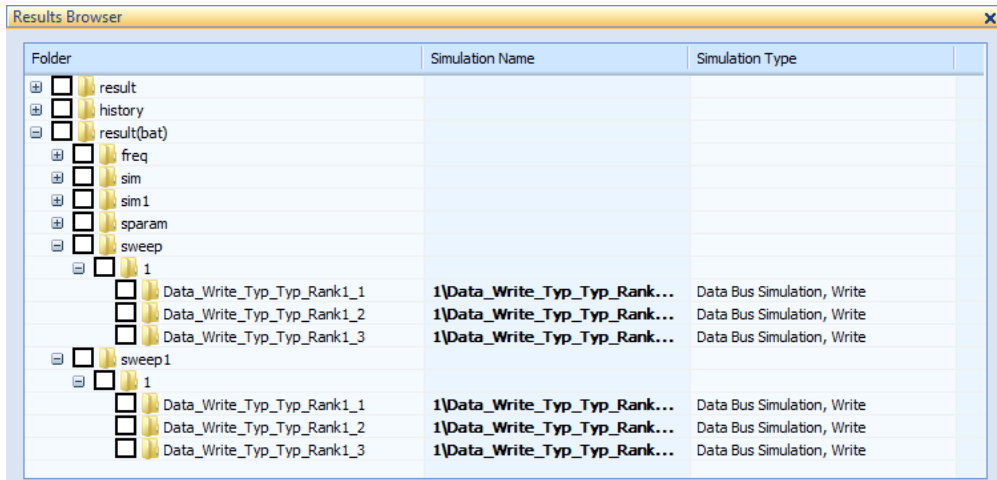 Results Browser
Folder Simulation Name Simulation Type
result
history
result(bat)
freq
sim
sim1
sparam
sweep
1
Data_Write_Typ_Typ_Rank1_1 1\Data_Write_Typ_Typ_Rank... Data Bus Simulation, Write
Data_Write_Typ_Typ_Rank1_2 1\Data_Write_Typ_Typ_Rank... Data Bus Simulation, Write
Data_Write_Typ_Typ_Rank1_3 1\Data_Write_Typ_Typ_Rank... Data Bus Simulation, Write
sweep1
1
Data_Write_Typ_Typ_Rank1_1 1\Data_Write_Typ_Typ_Rank... Data Bus Simulation, Write
Data_Write_Typ_Typ_Rank1_2 1\Data_Write_Typ_Typ_Rank... Data Bus Simulation, Write
Data_Write_Typ_Typ_Rank1_3 1\Data_Write_Typ_Typ_Rank... Data Bus Simulation, Write